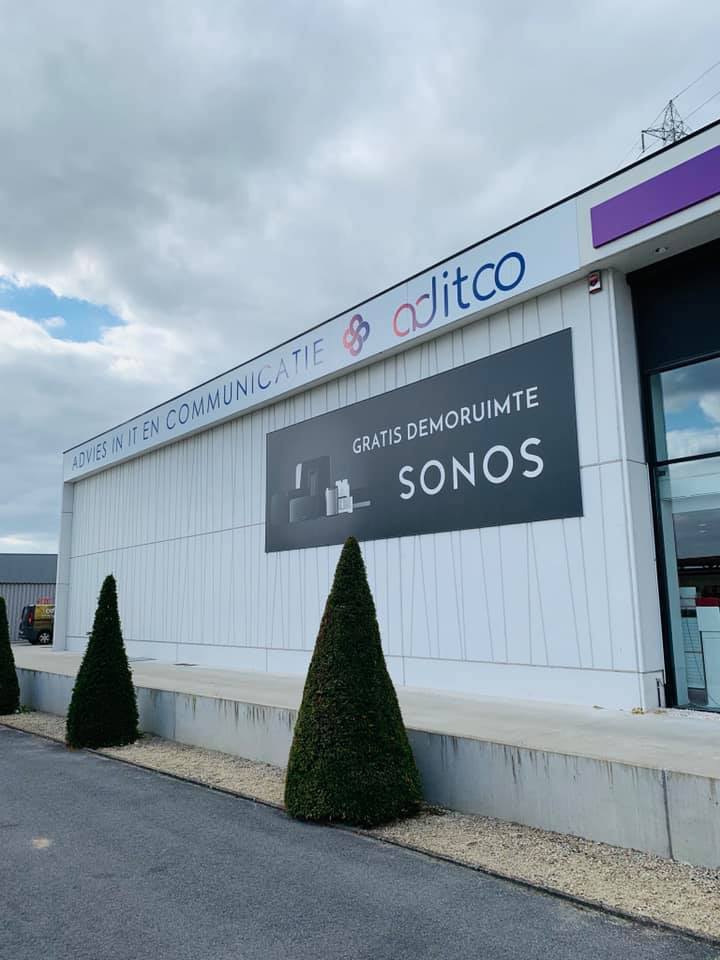 ADVIES IN IT EN COMMUNICATIE aditco
GRATIS DEMORUIMTE
SONOS